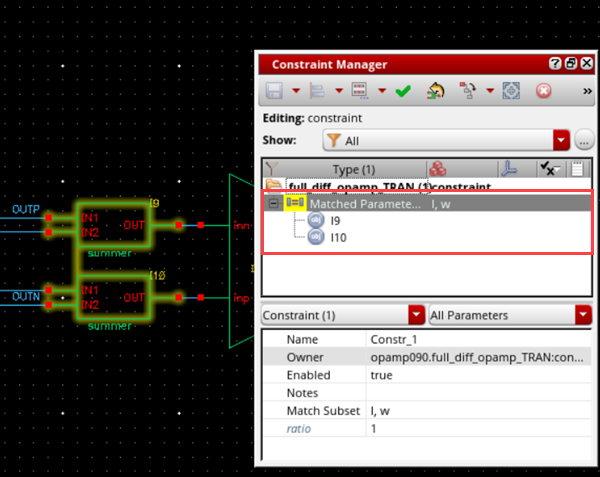 Constraint Manager
Editing: constraint
Show: All ...
Type (1)
full_diff_opamp_TRAN (1)constraint
Matched Paramete... l, w
I9
I10
Constraint (1) All Parameters
Name Constr_1
Owner opamp090.full_diff_opamp_TRAN:con...
Enabled true
Notes
Match Subset l, w
ratio 1
I9
OUTP
IN1
OUT
IN2
summer
inn
I10
OUTN
IN1
OUT
IN2
summer
inp